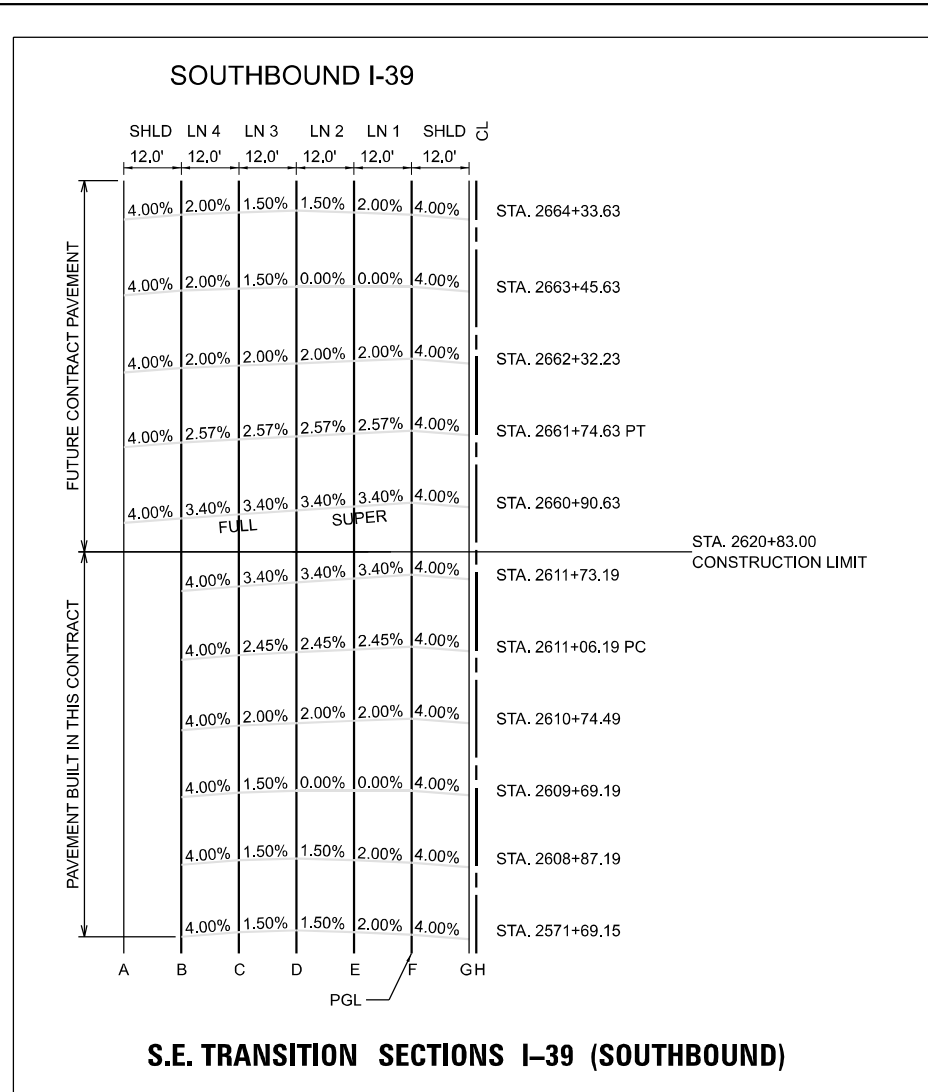 SOUTHBOUND I-39
SHLD LN 4 LN 3 LN 2 LN 1 SHLD CL
12.0' 12.0' 12.0' 12.0' 12.0' 12.0'
4.00% 2.00% 1.50% 1.50% 2.00% 4.00% STA. 2664+33.63
4.00% 2.00% 1.50% 0.00% 0.00% 4.00% STA. 2663+45.63
4.00% 2.00% 2.00% 2.00% 2.00% 4.00% STA. 2662+32.23
4.00% 2.57% 2.57% 2.57% 2.57% 4.00% STA. 2661+74.63 PT
4.00% 3.40% 3.40% 3.40% 3.40% 4.00% STA. 2660+90.63
FULL SUPER
FUTURE CONTRACT PAVEMENT
STA. 2620+83.00
CONSTRUCTION LIMIT
4.00% 3.40% 3.40% 3.40% 4.00% STA. 2611+73.19
4.00% 2.45% 2.45% 2.45% 4.00% STA. 2611+06.19 PC
4.00% 2.00% 2.00% 2.00% 4.00% STA. 2610+74.49
4.00% 1.50% 0.00% 0.00% 4.00% STA. 2609+69.19
4.00% 1.50% 1.50% 2.00% 4.00% STA. 2608+87.19
4.00% 1.50% 1.50% 2.00% 4.00% STA. 2571+69.15
PAVEMENT BUILT IN THIS CONTRACT
A B C D E F G H
PGL
S.E. TRANSITION SECTIONS I–39 (SOUTHBOUND)